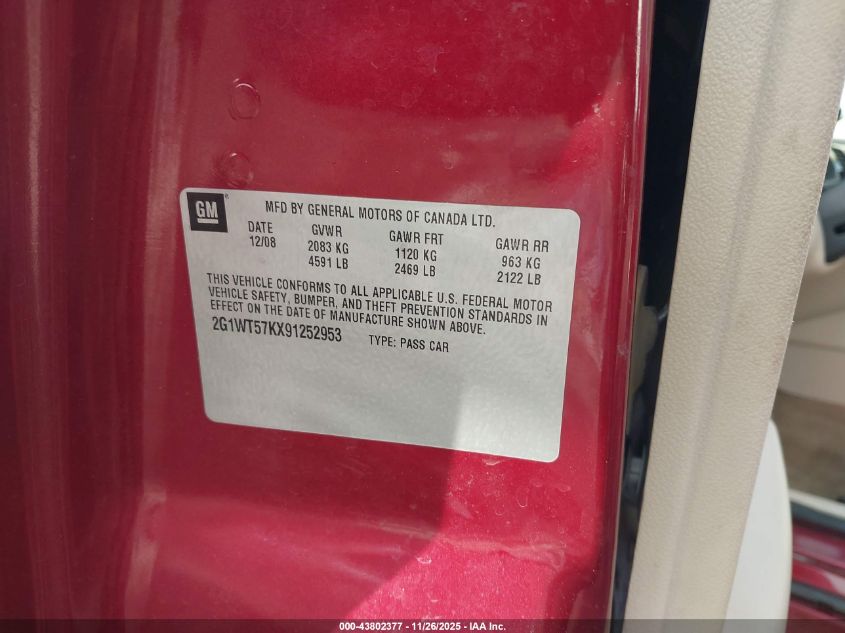 GM ®
MFD BY GENERAL MOTORS OF CANADA LTD.
DATE GVWR GAWR FRT GAWR RR
12/08 2083 KG 1120 KG 963 KG
4591 LB 2469 LB 2122 LB
THIS VEHICLE CONFORMS TO ALL APPLICABLE U.S. FEDERAL MOTOR
VEHICLE SAFETY, BUMPER, AND THEFT PREVENTION STANDARDS IN
EFFECT ON THE DATE OF MANUFACTURE SHOWN ABOVE.
2G1WT57KX91252953 TYPE: PASS CAR
000-43802377 - 11/26/2025 - IAA Inc.